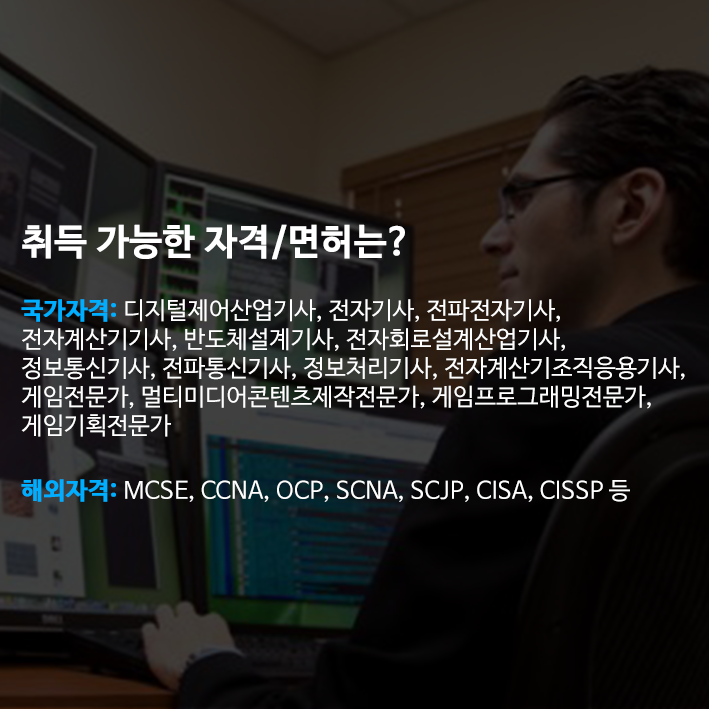 취득 가능한 자격/면허는?
국가자격: 디지털제어산업기사, 전자기사, 전파전자기사,
전자계산기기사, 반도체설계기사, 전자회로설계산업기사,
정보통신기사, 전파통신기사, 정보처리기사, 전자계산기조직응용기사,
게임전문가, 멀티미디어콘텐츠제작전문가, 게임프로그래밍전문가,
게임기획전문가
해외자격: MCSE, CCNA, OCP, SCNA, SCJP, CISA, CISSP 등